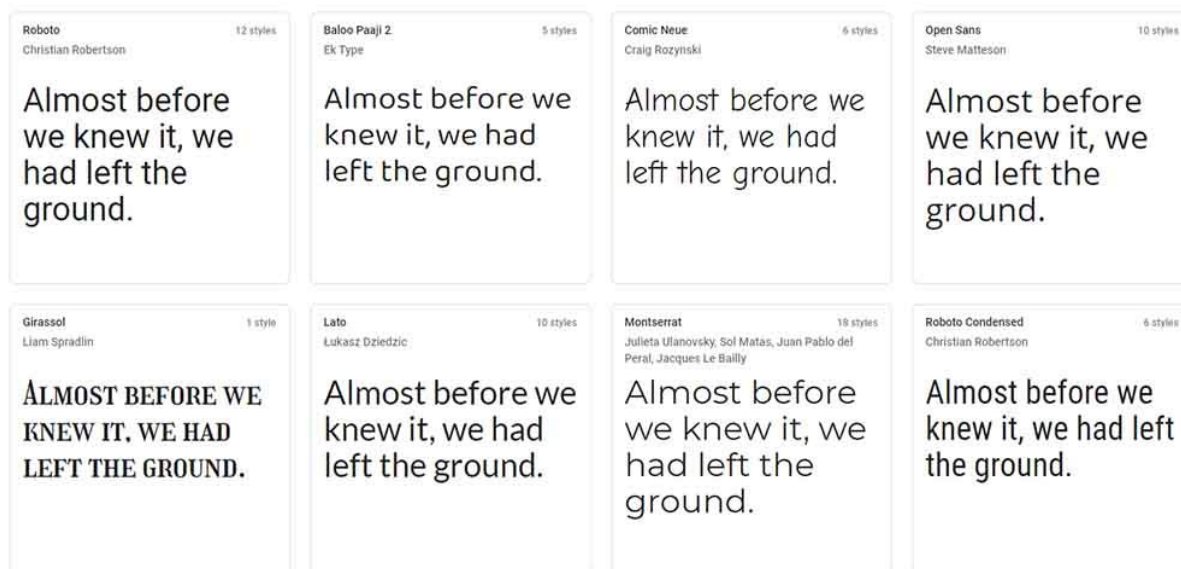 Roboto 12 styles
Christian Robertson
Almost before
we knew it, we
had left the
ground.
Baloo Paaji 2 5 styles
Ek Type
Almost before we
knew it, we had
left the ground.
Comic Neue 6 styles
Craig Rozynski
Almost before we
knew it, we had
left the ground.
Open Sans 10 styles
Steve Matteson
Almost before
we knew it, we
had left the
ground.
Girassol 1 style
Liam Spradlin
Almost before we
knew it, we had
left the ground.
Lato 10 styles
Łukasz Dziedzic
Almost before we
knew it, we had
left the ground.
Montserrat 18 styles
Julieta Ulanovsky, Sol Matas, Juan Pablo del
Peral, Jacques Le Bailly
Almost before
we knew it, we
had left the
ground.
Roboto Condensed 6 styles
Christian Robertson
Almost before we
knew it, we had left
the ground.